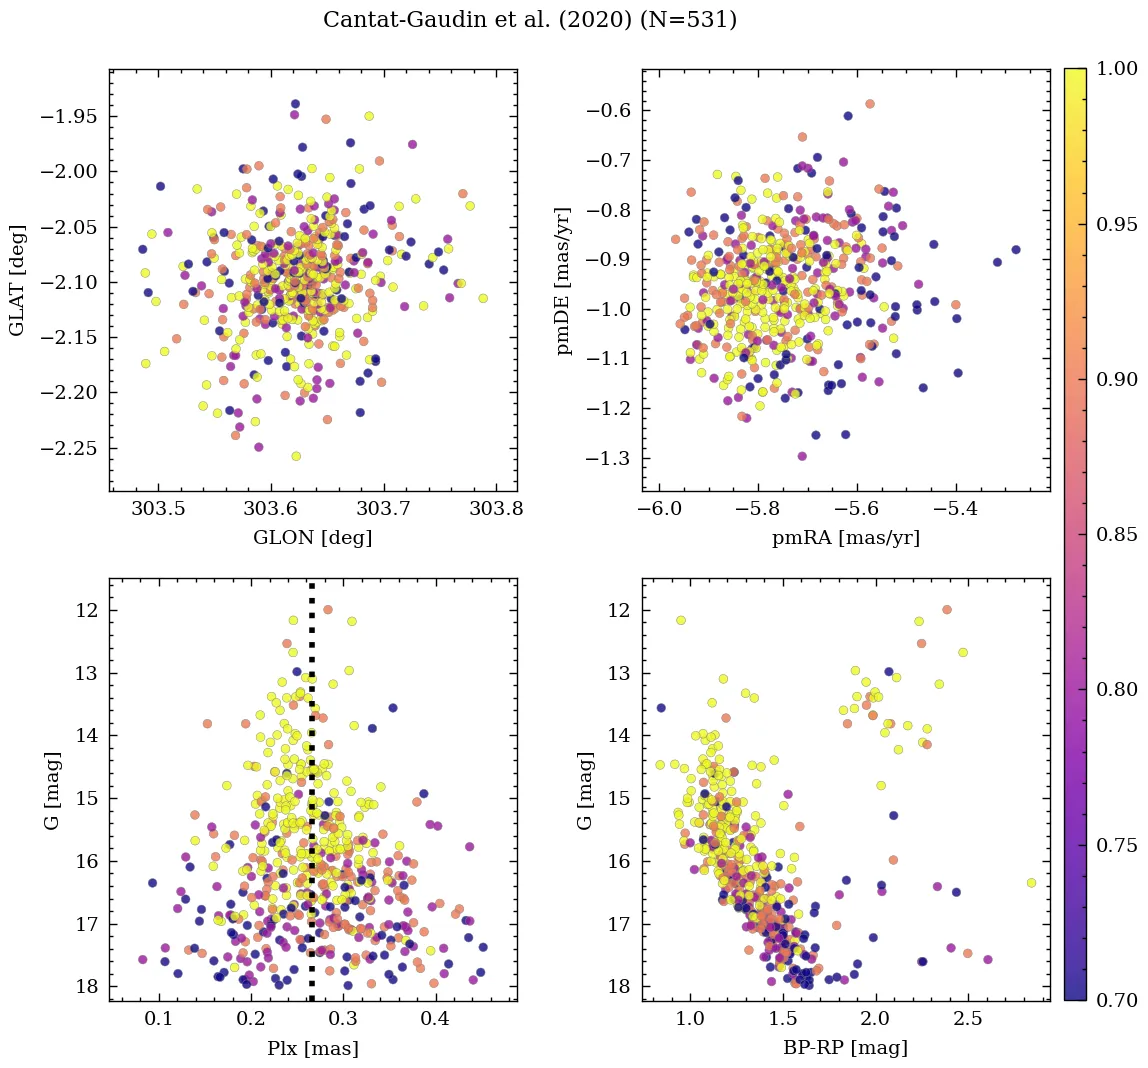 Cantat-Gaudin et al. (2020) (N=531)
−1.95
−2.00
−2.05
−2.10
−2.15
−2.20
−2.25
GLAT [deg]
303.5 303.6 303.7 303.8
GLON [deg]
−0.6
−0.7
−0.8
−0.9
−1.0
−1.1
−1.2
−1.3
pmDE [mas/yr]
−6.0 −5.8 −5.6 −5.4
pmRA [mas/yr]
12
13
14
15
16
17
18
G [mag]
0.1 0.2 0.3 0.4
Plx [mas]
12
13
14
15
16
17
18
G [mag]
1.0 1.5 2.0 2.5
BP-RP [mag]
1.00
0.95
0.90
0.85
0.80
0.75
0.70